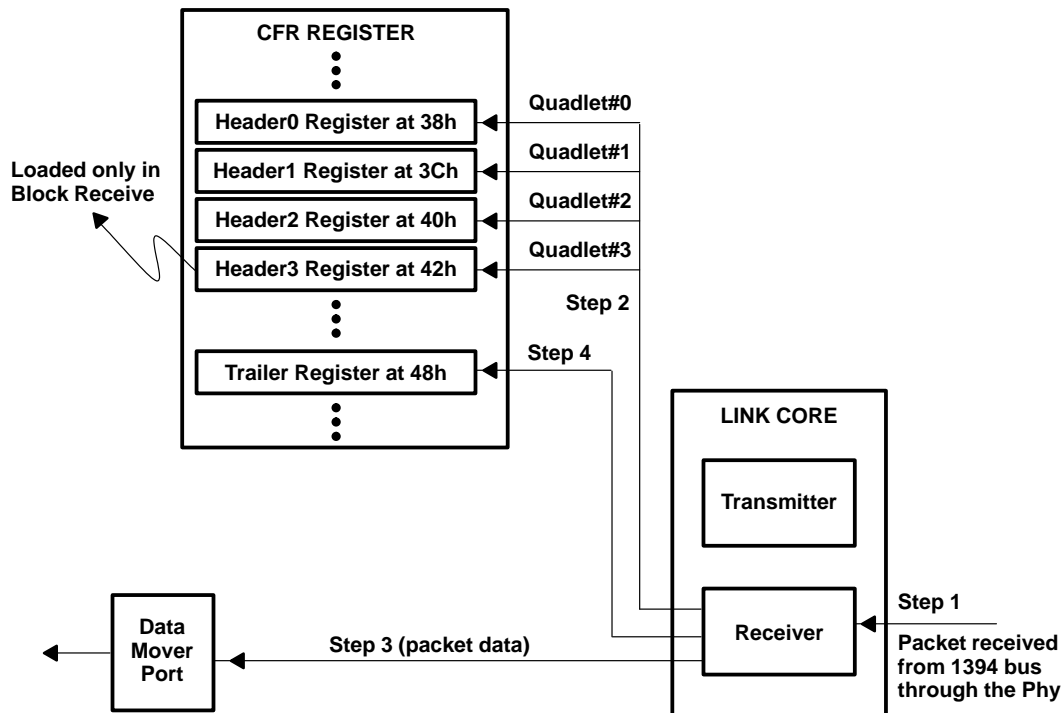 CFR REGISTER
Header0 Register at 38h
Header1 Register at 3Ch
Header2 Register at 40h
Header3 Register at 42h
Trailer Register at 48h
Loaded only in
Block Receive
Quadlet#0
Quadlet#1
Quadlet#2
Quadlet#3
Step 2
Step 4
LINK CORE
Transmitter
Receiver
Step 1
Packet received
from 1394 bus
through the Phy
Step 3 (packet data)
Data
Mover
Port